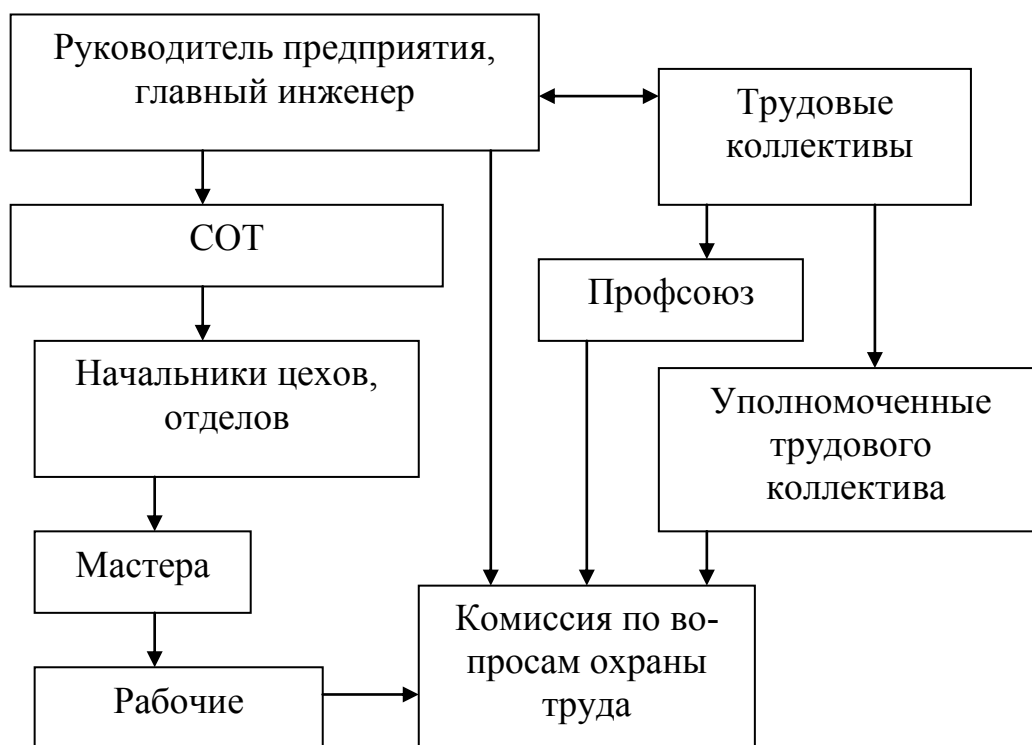 Руководитель предприятия,
главный инженер
Трудовые
коллективы
СОТ
Профсоюз
Начальники цехов,
отделов
Уполномоченные
трудового
коллектива
Мастера
Комиссия по во-
просам охраны
труда
Рабочие